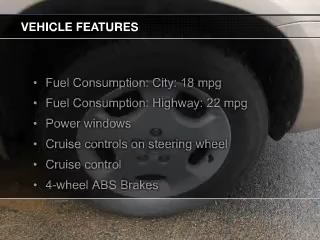 VEHICLE FEATURES
• Fuel Consumption: City: 18 mpg
• Fuel Consumption: Highway: 22 mpg
• Power windows
• Cruise controls on steering wheel
• Cruise control
• 4-wheel ABS Brakes